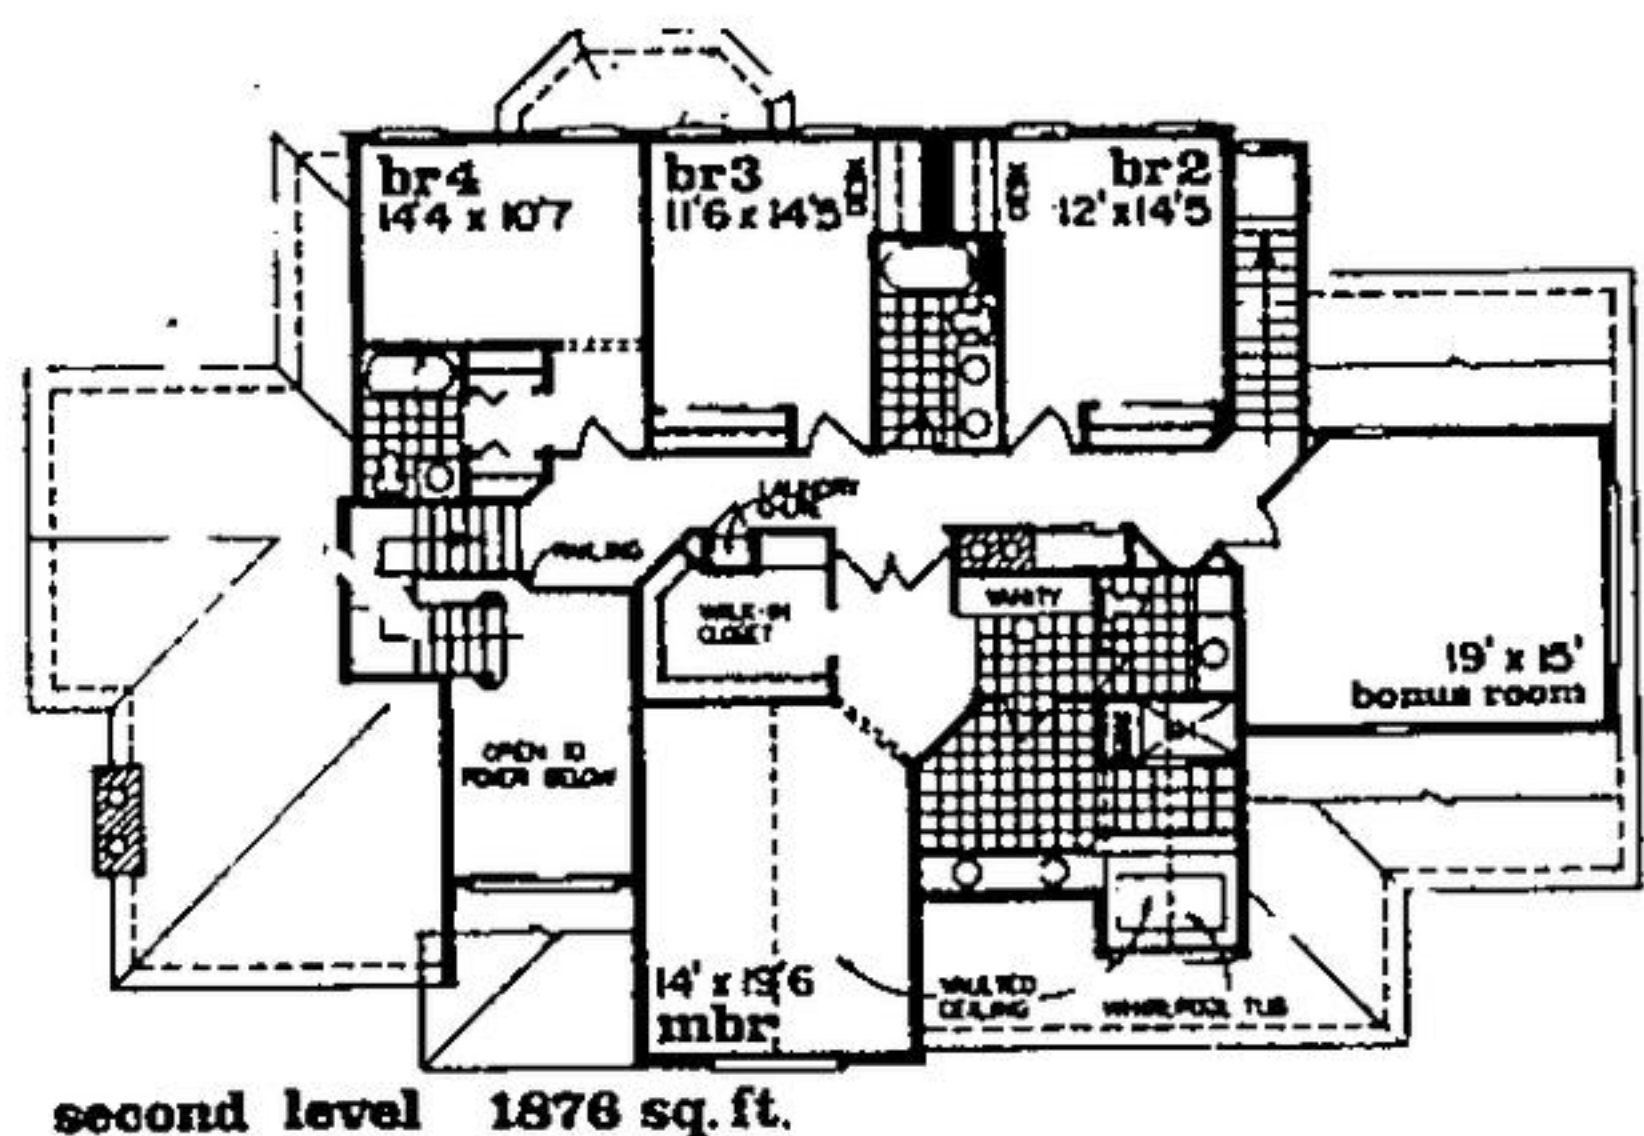 br4
14'4 x 10'7
br3
11'6 x 14'5
br2
12' x 14'5
LAUNDRY
RAILING
VANITY
WALK-IN
CLOSET
19' x 15'
bonus room
OPEN TO
FOYER BELOW
14' x 19'6
mbr
VAULTED
CEILING
WHIRLPOOL TUB
second level 1876 sq. ft.